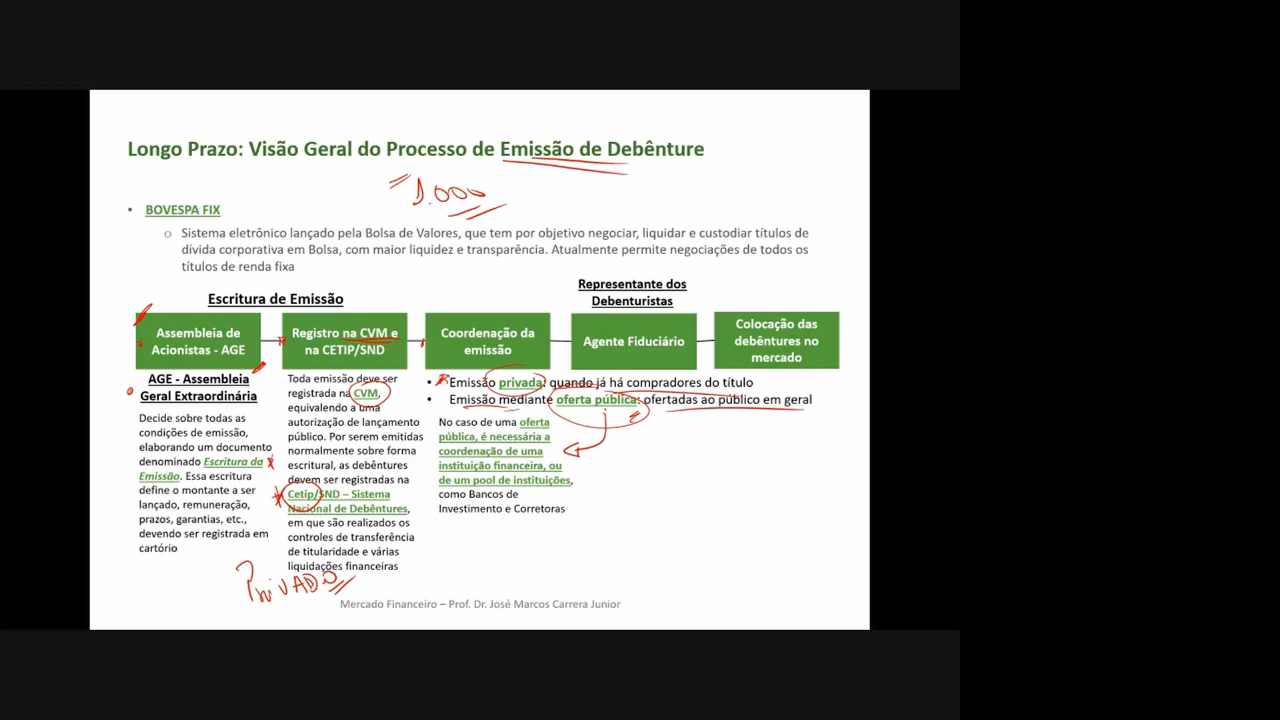 Longo Prazo: Visão Geral do Processo de Emissão de Debênture
1.000
• BOVESPA FIX
o Sistema eletrônico lançado pela Bolsa de Valores, que tem por objetivo negociar, liquidar e custodiar títulos de
dívida corporativa em Bolsa, com maior liquidez e transparência. Atualmente permite negociações de todos os
títulos de renda fixa
Escritura de Emissão
Representante dos
Debenturistas
Assembleia de
Acionistas - AGE
Registro na CVM e
na CETIP/SND
Coordenação da
emissão
Agente Fiduciário
Colocação das
debêntures no
mercado
AGE - Assembleia
Geral Extraordinária
Decide sobre todas as
condições de emissão,
elaborando um documento
denominado Escritura da
Emissão. Essa escritura
define o montante a ser
lançado, remuneração,
prazos, garantias, etc.,
devendo ser registrada em
cartório
Toda emissão deve ser
registrada na CVM,
equivalendo a uma
autorização de lançamento
público. Por serem emitidas
normalmente sobre forma
escritural, as debêntures
devem ser registradas na
Cetip/SND – Sistema
Nacional de Debêntures,
em que são realizados os
controles de transferência
de titularidade e várias
liquidações financeiras
• Emissão privada: quando já há compradores do título
• Emissão mediante oferta pública: ofertadas ao público em geral
No caso de uma oferta
pública, é necessária a
coordenação de uma
instituição financeira, ou
de um pool de instituições,
como Bancos de
Investimento e Corretoras
PRIVADO
Mercado Financeiro – Prof. Dr. José Marcos Carrera Junior